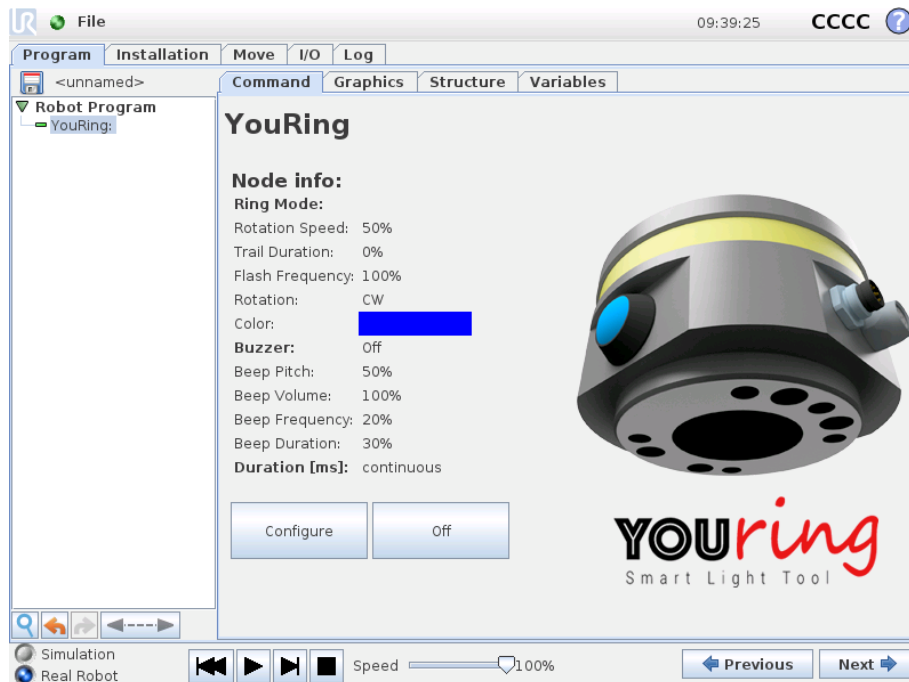 UR File 09:39:25 CCCC ?
Program Installation Move I/O Log
<unnamed> Command Graphics Structure Variables
Robot Program
YouRing:
YouRing
Node info:
Ring Mode:
Rotation Speed: 50%
Trail Duration: 0%
Flash Frequency: 100%
Rotation: CW
Color:
Buzzer: Off
Beep Pitch: 50%
Beep Volume: 100%
Beep Frequency: 20%
Beep Duration: 30%
Duration [ms]: continuous
Configure Off
YOUring
Smart Light Tool
Simulation
Real Robot
Speed 100%
Previous Next